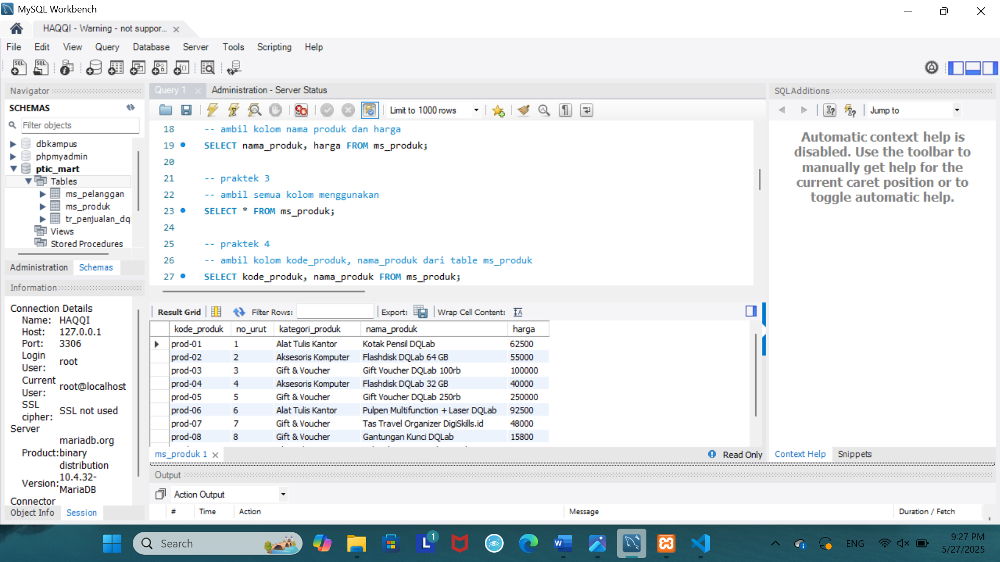 MySQL Workbench
HAQQI - Warning - not suppor...
File Edit View Query Database Server Tools Scripting Help
Navigator
SCHEMAS
Filter objects
dbkampus
phpmyadmin
ptic_mart
Tables
ms_pelanggan
ms_produk
tr_penjualan_dq
Views
Stored Procedures
Administration Schemas
Information
Connection Details
Name: HAQQI
Host: 127.0.0.1
Port: 3306
Login User: root
Current User: root@localhost
SSL cipher: SSL not used
Server
Product: mariadb.org binary distribution
Version: 10.4.32-MariaDB
Connector
Object Info Session
Query 1 Administration - Server Status
Limit to 1000 rows
18 -- ambil kolom nama produk dan harga
19 SELECT nama_produk, harga FROM ms_produk;
20
21 -- praktek 3
22 -- ambil semua kolom menggunakan
23 SELECT * FROM ms_produk;
24
25 -- praktek 4
26 -- ambil kolom kode_produk, nama_produk dari table ms_produk
27 SELECT kode_produk, nama_produk FROM ms_produk;
Result Grid Filter Rows: Export: Wrap Cell Content:
kode_produk no_urut kategori_produk nama_produk harga
prod-01 1 Alat Tulis Kantor Kotak Pensil DQLab 62500
prod-02 2 Aksesoris Komputer Flashdisk DQLab 64 GB 55000
prod-03 3 Gift & Voucher Gift Voucher DQLab 100rb 100000
prod-04 4 Aksesoris Komputer Flashdisk DQLab 32 GB 40000
prod-05 5 Gift & Voucher Gift Voucher DQLab 250rb 250000
prod-06 6 Alat Tulis Kantor Pulpen Multifunction + Laser DQLab 92500
prod-07 7 Gift & Voucher Tas Travel Organizer DigiSkills.id 48000
prod-08 8 Gift & Voucher Gantungan Kunci DQLab 15800
ms_produk 1 Read Only
Output
Action Output
# Time Action Message Duration / Fetch
SQLAdditions
Jump to
Automatic context help is
disabled. Use the toolbar to
manually get help for the
current caret position or to
toggle automatic help.
Context Help Snippets
Search
1
ENG
9:27 PM
5/27/2025